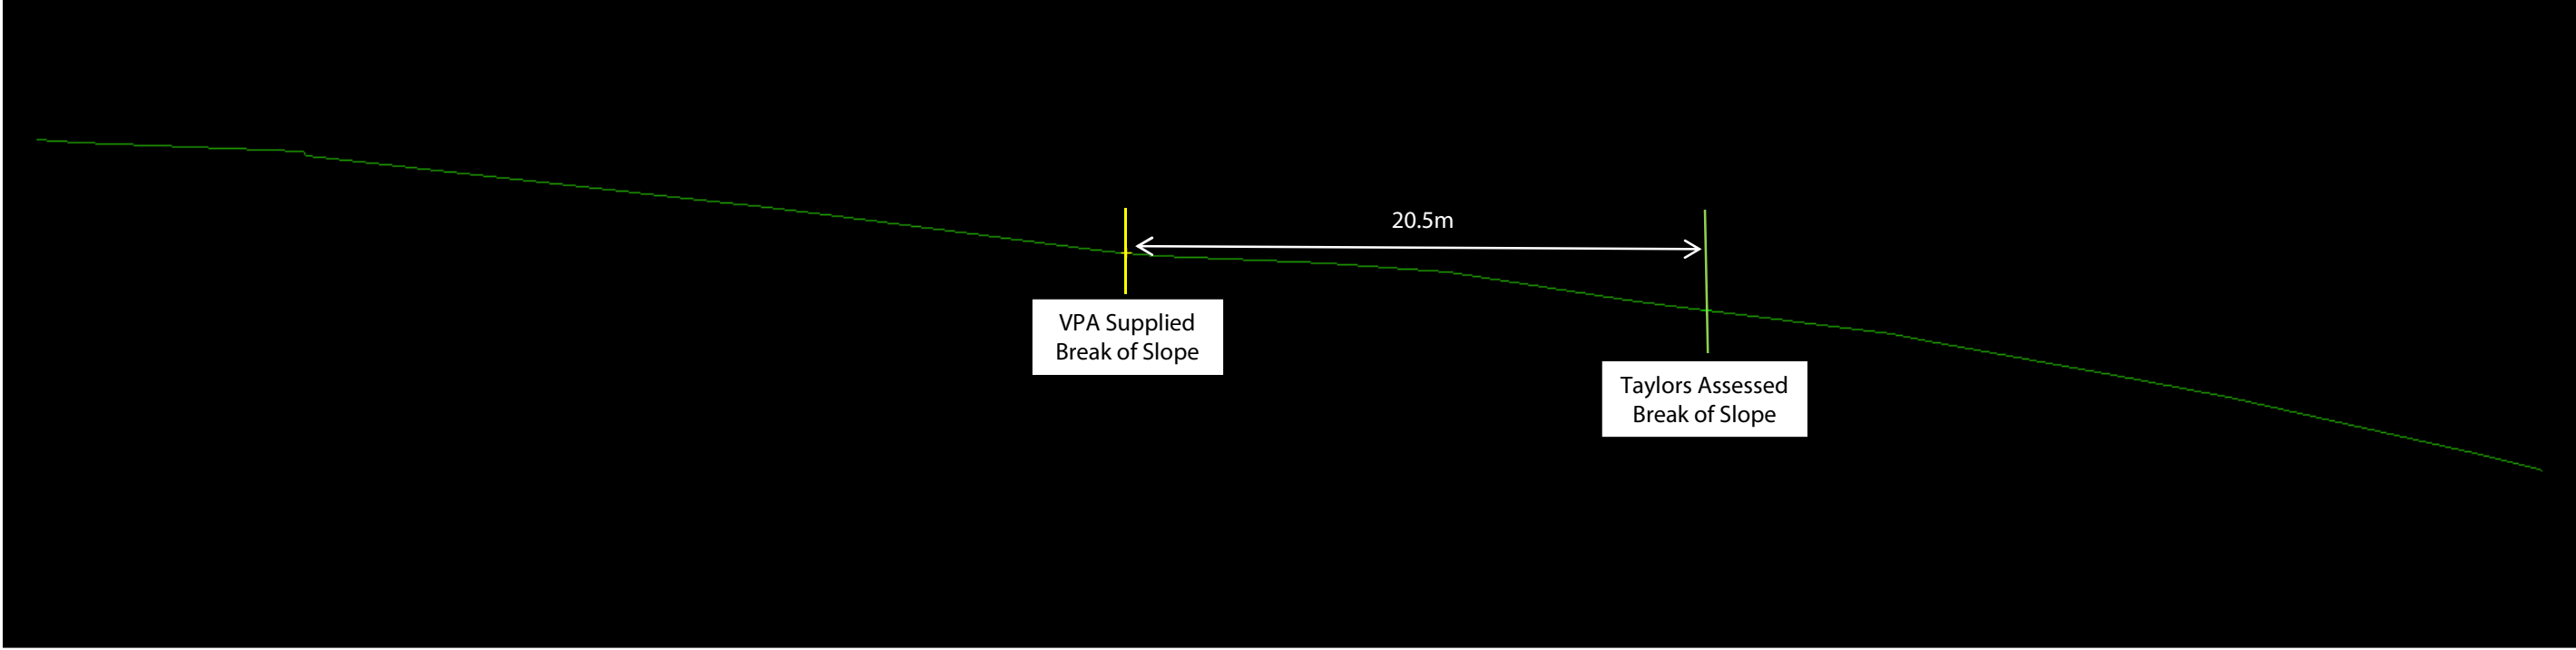 20.5m
VPA Supplied
Break of Slope
Taylors Assessed
Break of Slope